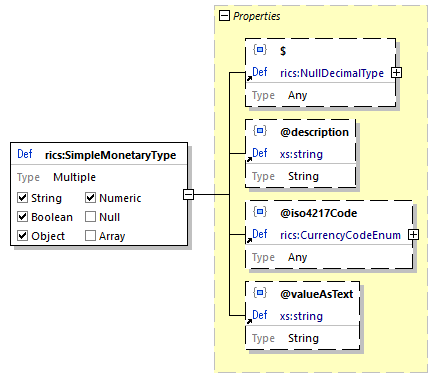 Properties
$
Def rics:NullDecimalType
Type Any
@description
Def xs:string
Type String
Def rics:SimpleMonetaryType
Type Multiple
String Numeric
Boolean Null
Object Array
@iso4217Code
Def rics:CurrencyCodeEnum
Type Any
@valueAsText
Def xs:string
Type String